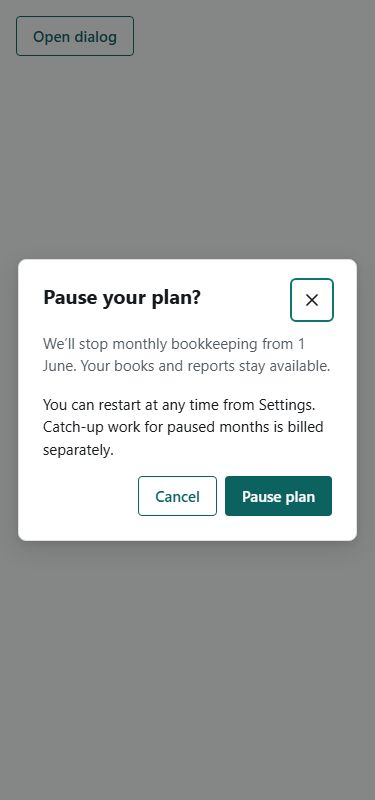 Open dialog
Pause your plan?
We’ll stop monthly bookkeeping from 1
June. Your books and reports stay available.
You can restart at any time from Settings.
Catch-up work for paused months is billed
separately.
Cancel
Pause plan